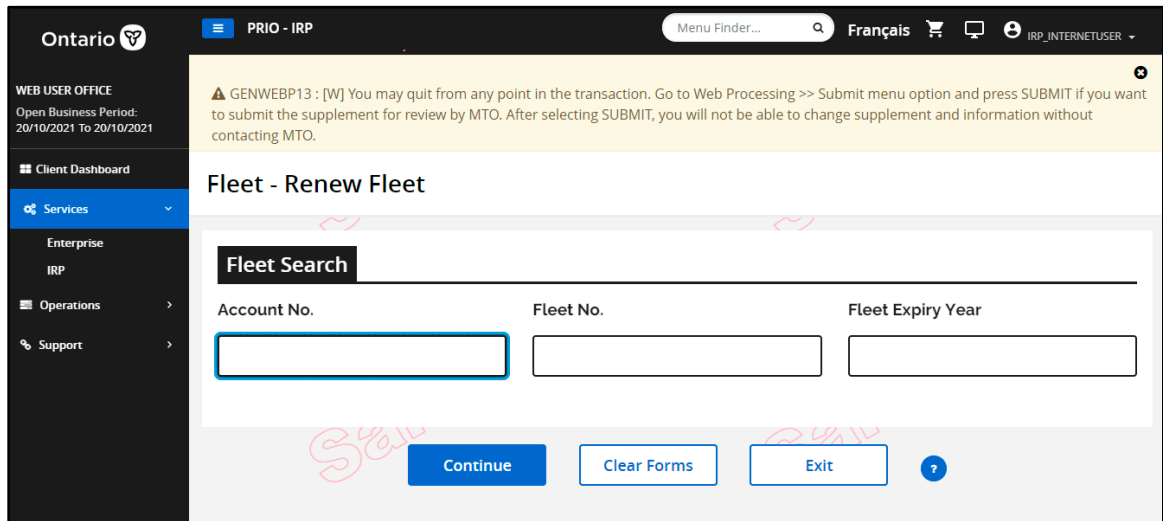 Ontario
PRIO - IRP
Menu Finder...
Français
IRP_INTERNETUSER
WEB USER OFFICE
Open Business Period:
20/10/2021 To 20/10/2021
Client Dashboard
Services
Enterprise
IRP
Operations
Support
GENWEBP13 : [W] You may quit from any point in the transaction. Go to Web Processing >> Submit menu option and press SUBMIT if you want
to submit the supplement for review by MTO. After selecting SUBMIT, you will not be able to change supplement and information without
contacting MTO.
Fleet - Renew Fleet
Fleet Search
Account No.
Fleet No.
Fleet Expiry Year
Continue
Clear Forms
Exit
?